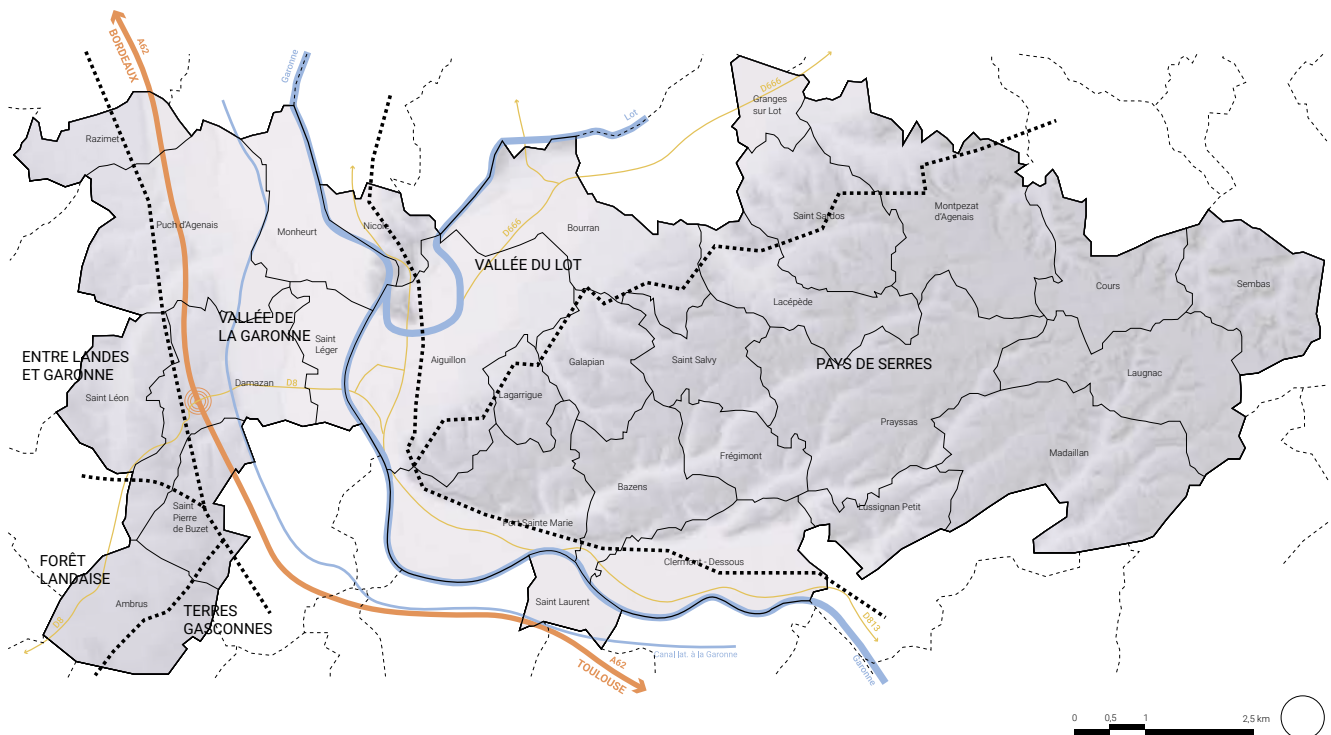 A62
BORDEAUX
Garonne
Razimet
Puch d'Agenais
Monheurt
Nicole
Lot
D666
Granges
sur Lot
D666
Bourran
VALLÉE DU LOT
Saint Sardos
Montpezat
d'Agenais
Cours
Sembas
Lacépède
VALLÉE DE
LA GARONNE
Saint
Léger
ENTRE LANDES
ET GARONNE
Saint Léon
Damazan
D8
Aiguillon
Galapian
Saint Salvy
PAYS DE SERRES
Laugnac
Lagarrigue
Prayssas
Frégimont
Madaillan
Bazens
Saint
Pierre
de Buzet
Port Sainte Marie
Lussignan Petit
FORÊT
LANDAISE
Clermont - Dessous
Ambrus
TERRES
GASCONNES
Saint Laurent
D8
D813
Canal lat. à la Garonne
Garonne
A62
TOULOUSE
0 0,5 1 2,5 km